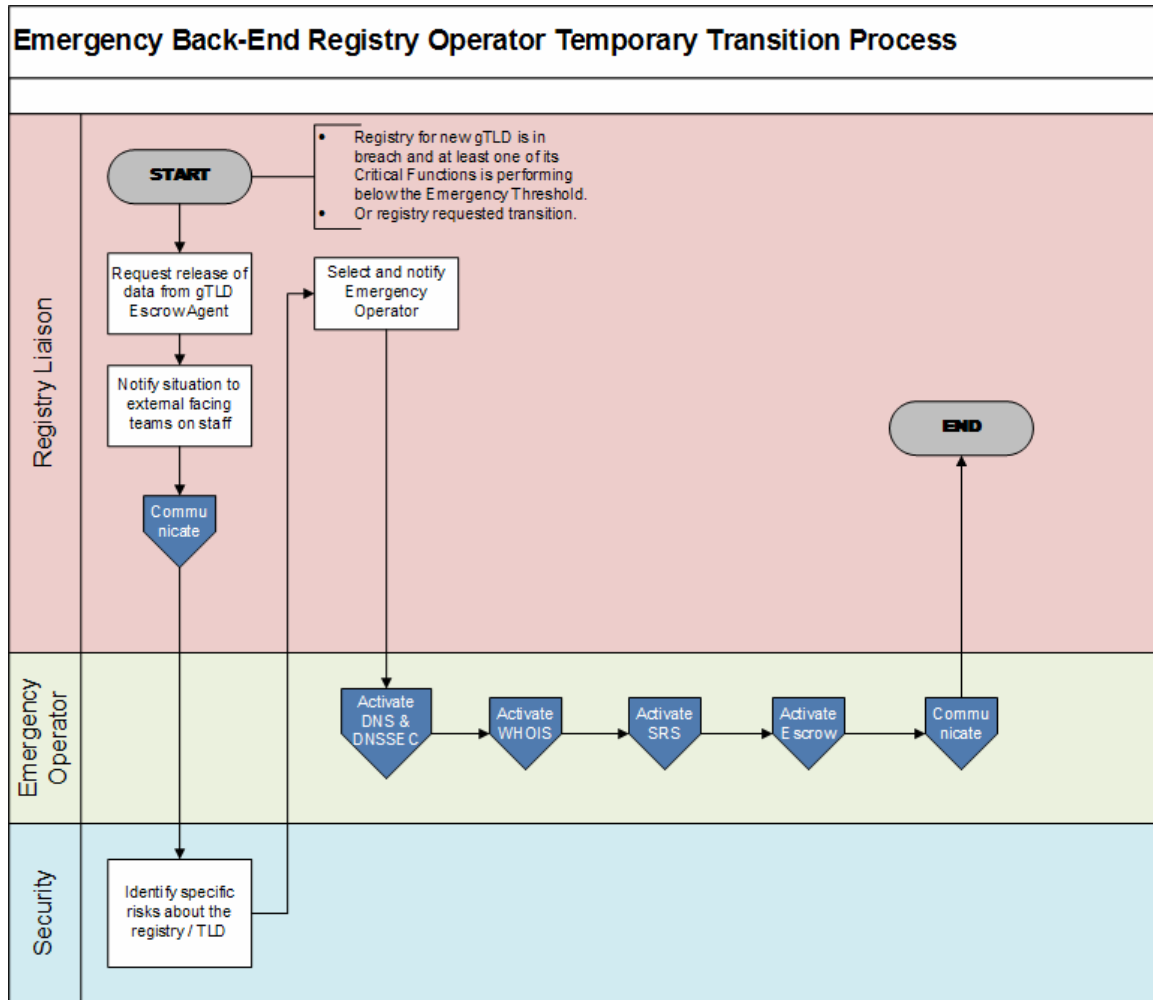 Emergency Back-End Registry Operator Temporary Transition Process
Registry Liaison
START
• Registry for new gTLD is in
breach and at least one of its
Critical Functions is performing
below the Emergency Threshold.
• Or registry requested transition.
Request release of
data from gTLD
Escrow Agent
Select and notify
Emergency
Operator
Notify situation to
external facing
teams on staff
END
Commu
nicate
Emergency
Operator
Activate
DNS &
DNSSEC
Activate
WHOIS
Activate
SRS
Activate
Escrow
Commu
nicate
Security
Identify specific
risks about the
registry / TLD